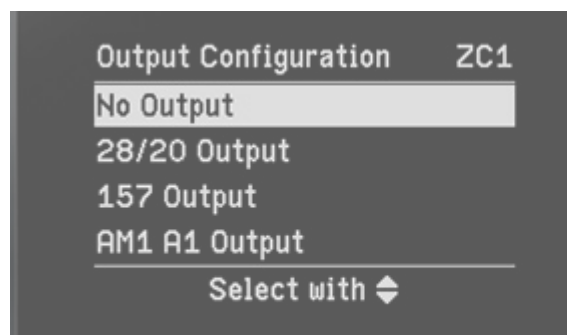 Output Configuration ZC1
No Output
28/20 Output
157 Output
AM1 A1 Output
Select with